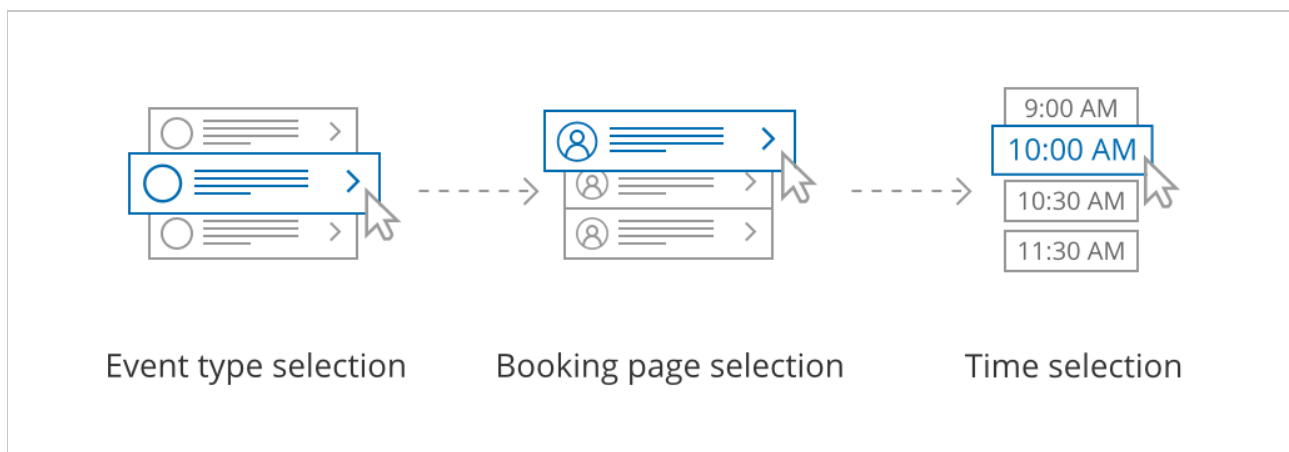 9:00 AM
10:00 AM
10:30 AM
11:30 AM
Event type selection
Booking page selection
Time selection